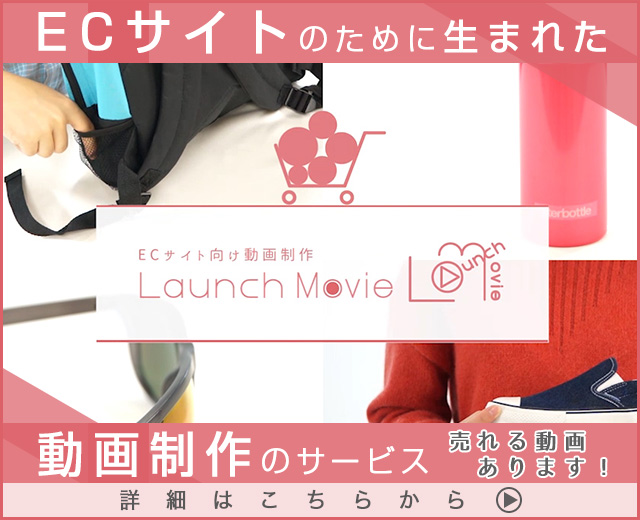 ECサイトのために生まれた
erbottle
ECサイト向け動画制作
Launch Movie
Launch
Movie
動画制作のサービス
売れる動画
あります！
詳細はこちらから